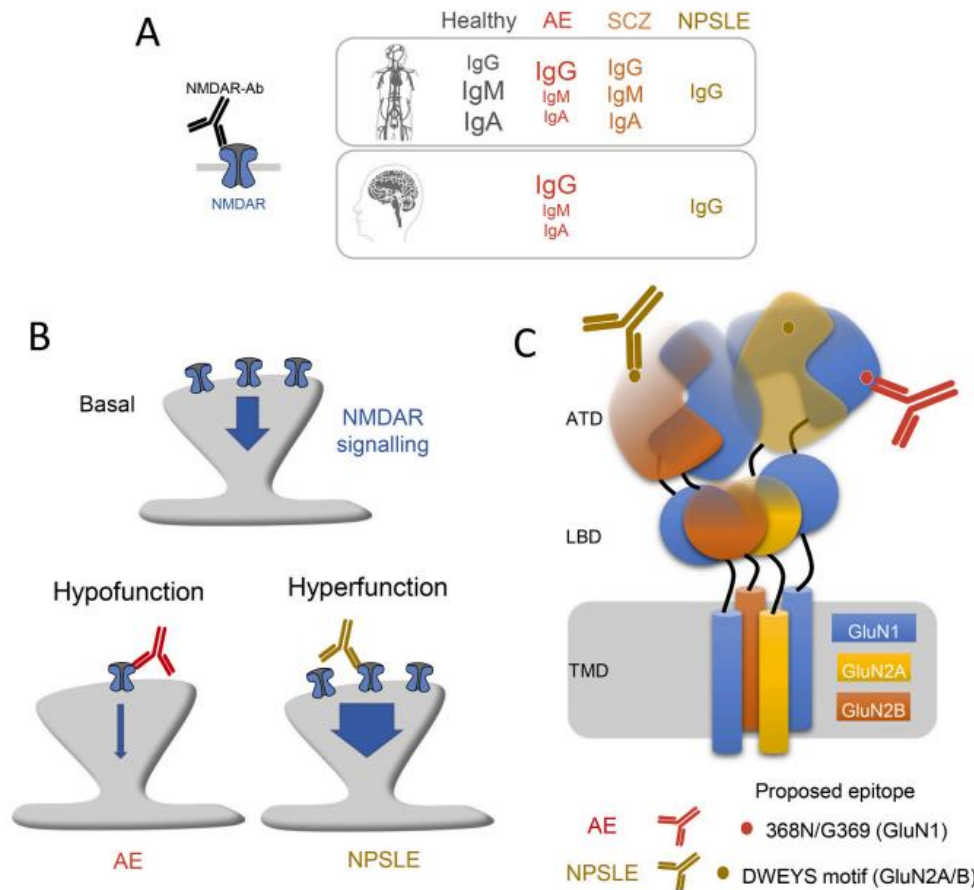 A
Healthy AE SCZ NPSLE
NMDAR-Ab
NMDAR
IgG IgG IgG IgG
IgM IgM IgM
IgA IgA IgA
IgG IgG
IgM
IgA
B
Basal
NMDAR
signalling
Hypofunction Hyperfunction
AE NPSLE
C
ATD
LBD
TMD
GluN1
GluN2A
GluN2B
Proposed epitope
AE 368N/G369 (GluN1)
NPSLE DWEYS motif (GluN2A/B)